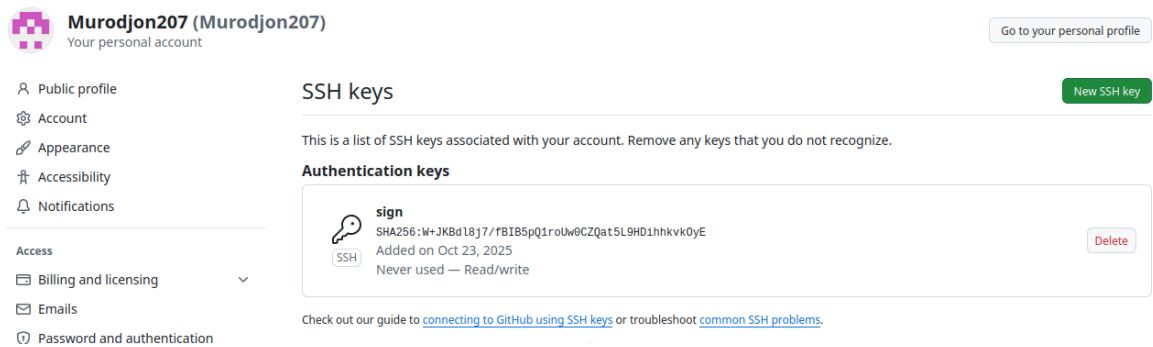 Murodjon207 (Murodjon207)
Your personal account
Go to your personal profile
Public profile
Account
Appearance
Accessibility
Notifications
Access
Billing and licensing
Emails
Password and authentication
SSH keys
New SSH key
This is a list of SSH keys associated with your account. Remove any keys that you do not recognize.
Authentication keys
sign
SHA256:W+JKBdl8j7/fBIB5pQ1roUw0CZQat5L9HDihhkvkOyE
SSH
Added on Oct 23, 2025
Never used — Read/write
Delete
Check out our guide to connecting to GitHub using SSH keys or troubleshoot common SSH problems.